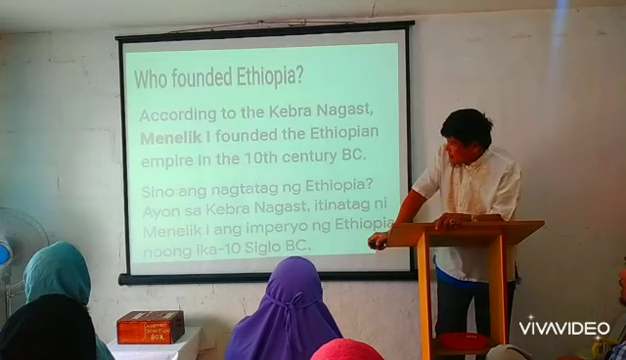 Who founded Ethiopia?
According to the Kebra Nagast,
Menelik I founded the Ethiopian
empire in the 10th century BC.
Sino ang nagtatag ng Ethiopia?
Ayon sa Kebra Nagast, itinatag ni
Menelik I ang imperyo ng Ethiopia
noong ika-10 Siglo BC.
BOX
VIVAVIDEO